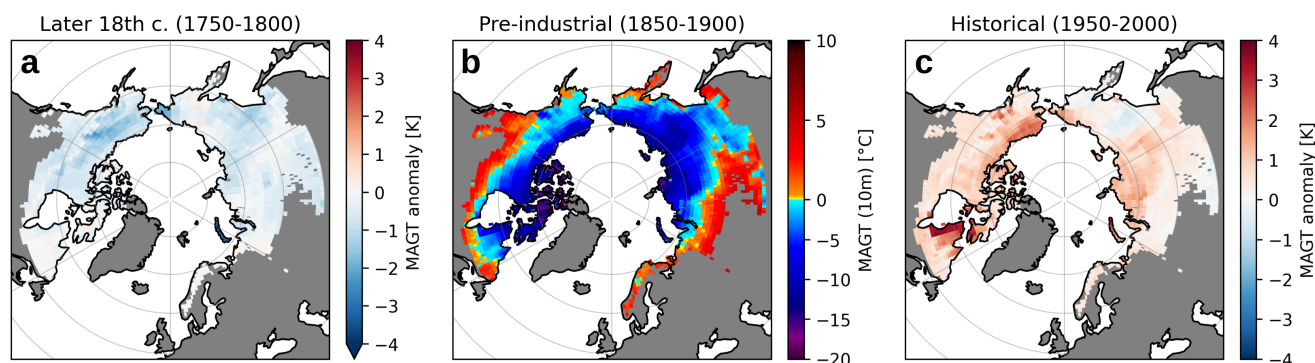 Later 18th c. (1750-1800)
a
4
3
2
1
0
−1
−2
−3
−4
MAGT anomaly [K]
Pre-industrial (1850-1900)
b
10
5
0
−5
−10
−15
−20
MAGT (10m) [°C]
Historical (1950-2000)
c
4
3
2
1
0
−1
−2
−3
−4
MAGT anomaly [K]